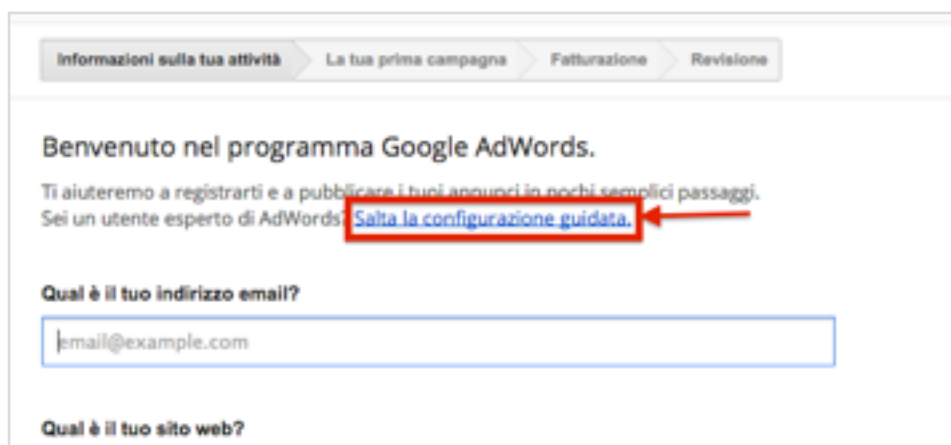 Informazioni sulla tua attività La tua prima campagna Fatturazione Revisione
Benvenuto nel programma Google AdWords.
Ti aiuteremo a registrarti e a pubblicare i tuoi annunci in pochi semplici passaggi.
Sei un utente esperto di AdWords? Salta la configurazione guidata.
Qual è il tuo indirizzo email?
email@example.com
Qual è il tuo sito web?